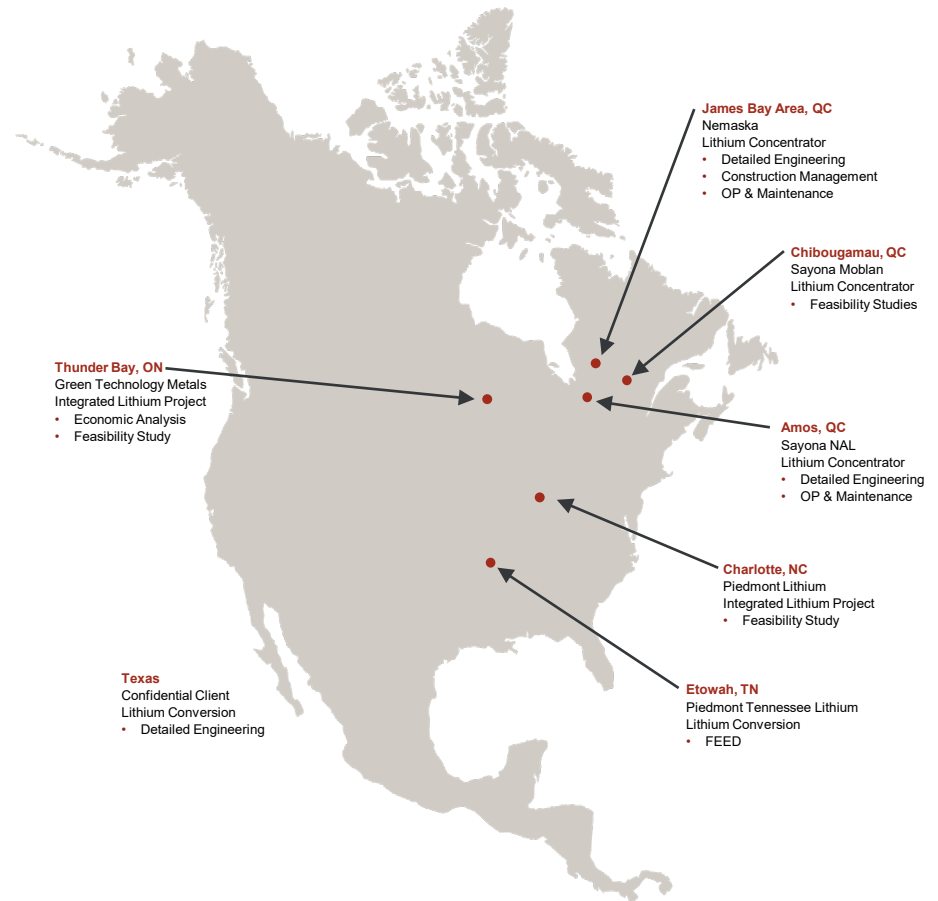 James Bay Area, QC
Nemaska
Lithium Concentrator
• Detailed Engineering
• Construction Management
• OP & Maintenance
Chibougamau, QC
Sayona Moblan
Lithium Concentrator
• Feasibility Studies
Thunder Bay, ON
Green Technology Metals
Integrated Lithium Project
• Economic Analysis
• Feasibility Study
Amos, QC
Sayona NAL
Lithium Concentrator
• Detailed Engineering
• OP & Maintenance
Charlotte, NC
Piedmont Lithium
Integrated Lithium Project
• Feasibility Study
Texas
Confidential Client
Lithium Conversion
• Detailed Engineering
Etowah, TN
Piedmont Tennessee Lithium
Lithium Conversion
• FEED